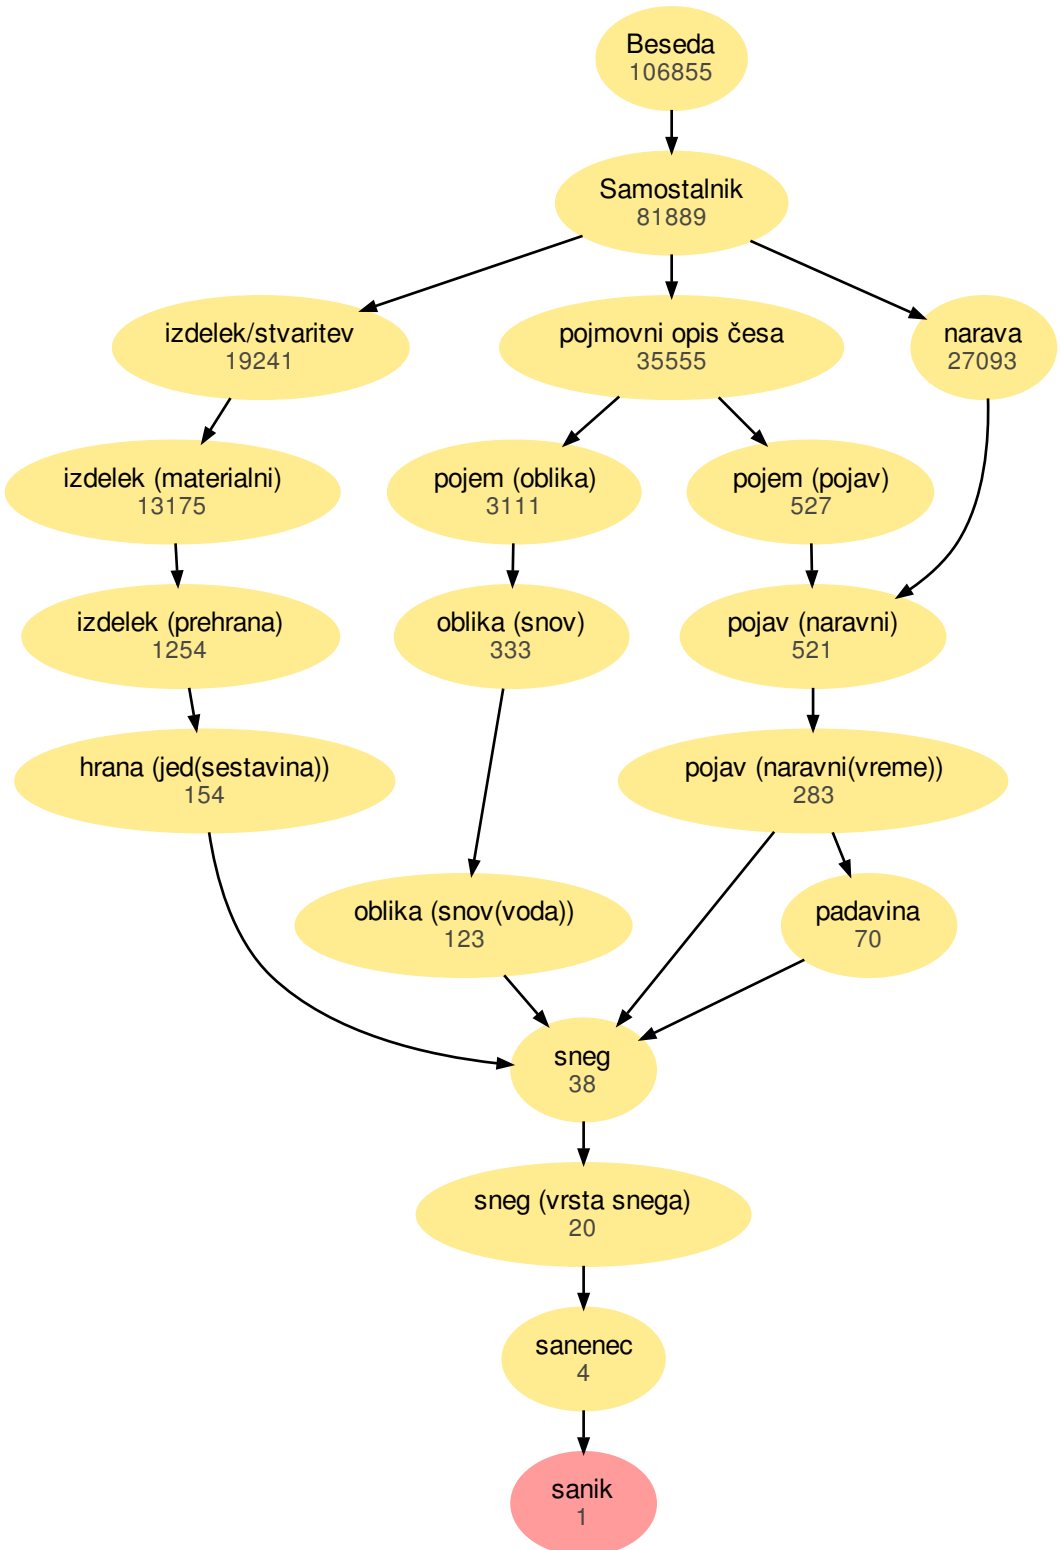 Beseda
106855
Samostalnik
81889
izdelek/stvaritev
19241
pojmovni opis česa
35555
narava
27093
izdelek (materialni)
13175
pojem (oblika)
3111
pojem (pojav)
527
izdelek (prehrana)
1254
oblika (snov)
333
pojav (naravni)
521
hrana (jed(sestavina))
154
pojav (naravni(vreme))
283
oblika (snov(voda))
123
padavina
70
sneg
38
sneg (vrsta snega)
20
sanenec
4
sanik
1